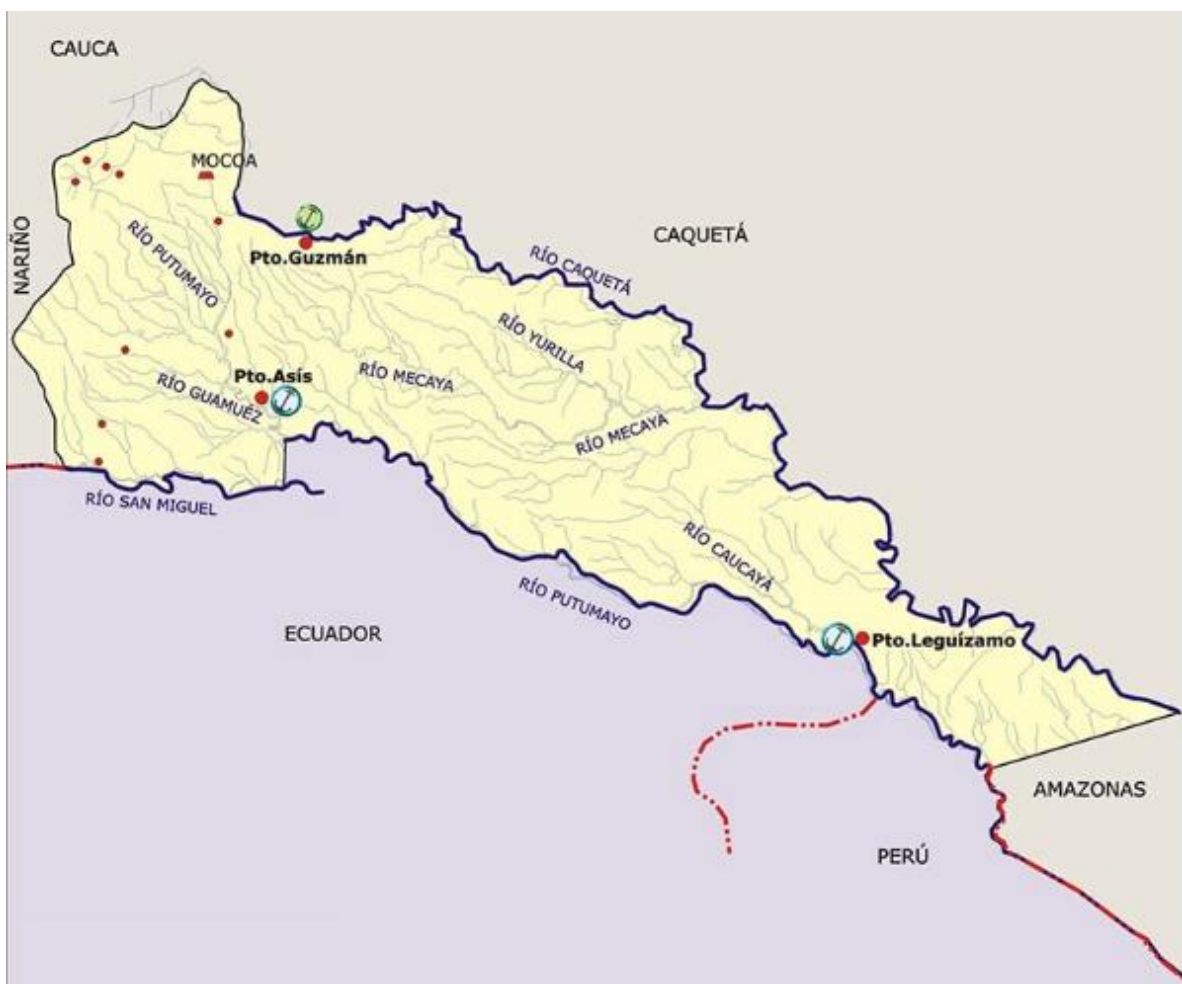 CAUCA
MOCOA
NARIÑO
RÍO PUTUMAYO
Pto.Guzmán
CAQUETÁ
RÍO CAQUETÁ
RÍO YURILLA
Pto.Asís
RÍO MECAYA
RÍO GUAMUÉZ
RÍO MECAYA
RÍO SAN MIGUEL
RÍO CAUCAYÁ
RÍO PUTUMAYO
ECUADOR
Pto.Leguízamo
AMAZONAS
PERÚ